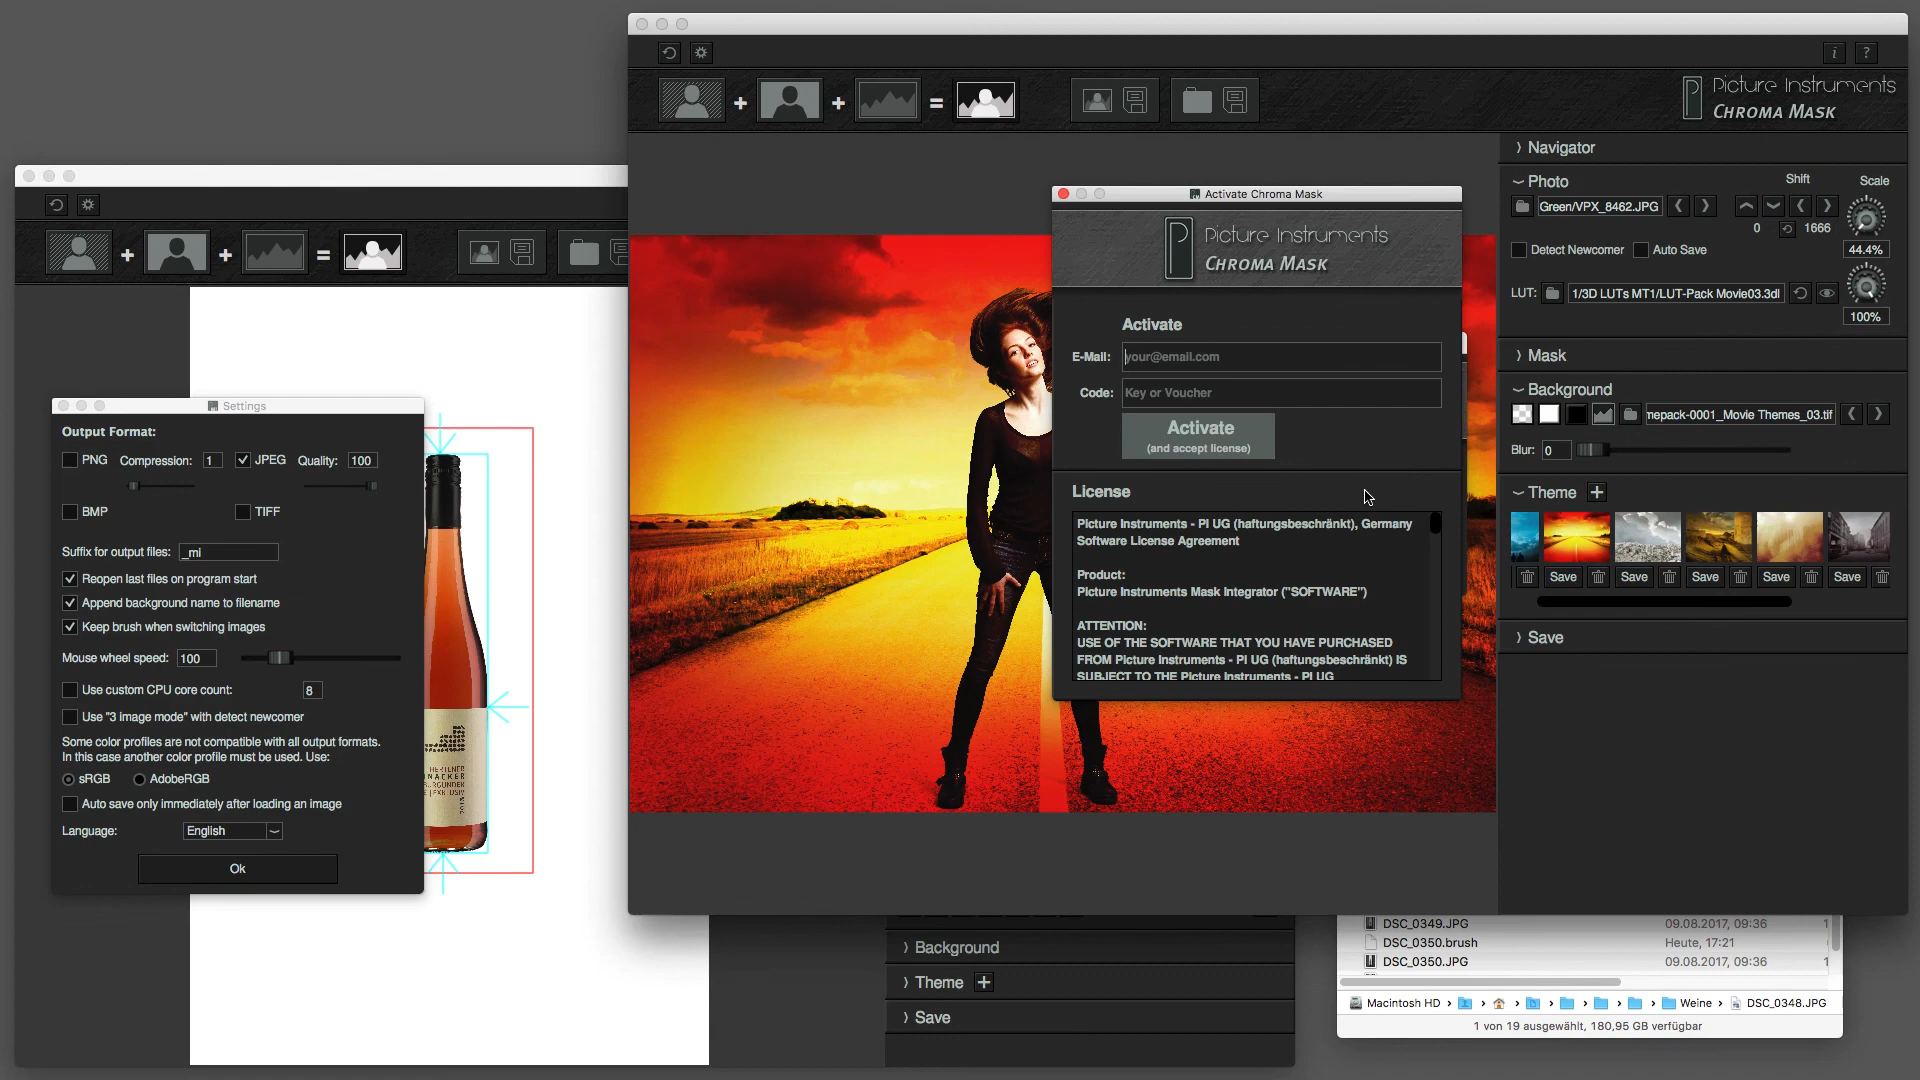 i ?
Picture Instruments
CHROMA MASK
+ + =
Navigator
Photo
Shift
Scale
Green/VPX_8462.JPG
0
1666
44.4%
Detect Newcomer
Auto Save
LUT:
1/3D LUTs MT1/LUT-Pack Movie03.3dl
100%
Mask
Background
nepack-0001_Movie Themes_03.tif
Blur: 0
Theme +
Save Save Save Save Save
Save
Activate Chroma Mask
Picture Instruments
CHROMA MASK
Activate
E-Mail: your@email.com
Code: Key or Voucher
Activate
(and accept license)
License
Picture Instruments - PI UG (haftungsbeschränkt), Germany
Software License Agreement
Product:
Picture Instruments Mask Integrator ("SOFTWARE")
ATTENTION:
USE OF THE SOFTWARE THAT YOU HAVE PURCHASED
FROM Picture Instruments - PI UG (haftungsbeschränkt) IS
SUBJECT TO THE Picture Instruments - PI UG
+ + =
Settings
Output Format:
PNG Compression: 1 JPEG Quality: 100
BMP TIFF
Suffix for output files: _mi
Reopen last files on program start
Append background name to filename
Keep brush when switching images
Mouse wheel speed: 100
Use custom CPU core count: 8
Use "3 image mode" with detect newcomer
Some color profiles are not compatible with all output formats.
In this case another color profile must be used. Use:
sRGB AdobeRGB
Auto save only immediately after loading an image
Language: English
Ok
Background
Theme +
Save
DSC_0349.JPG 09.08.2017, 09:36 1
DSC_0350.brush Heute, 17:21
DSC_0350.JPG 09.08.2017, 09:36 1
Macintosh HD › › › › › › › Weine › DSC_0348.JPG
1 von 19 ausgewählt, 180,95 GB verfügbar